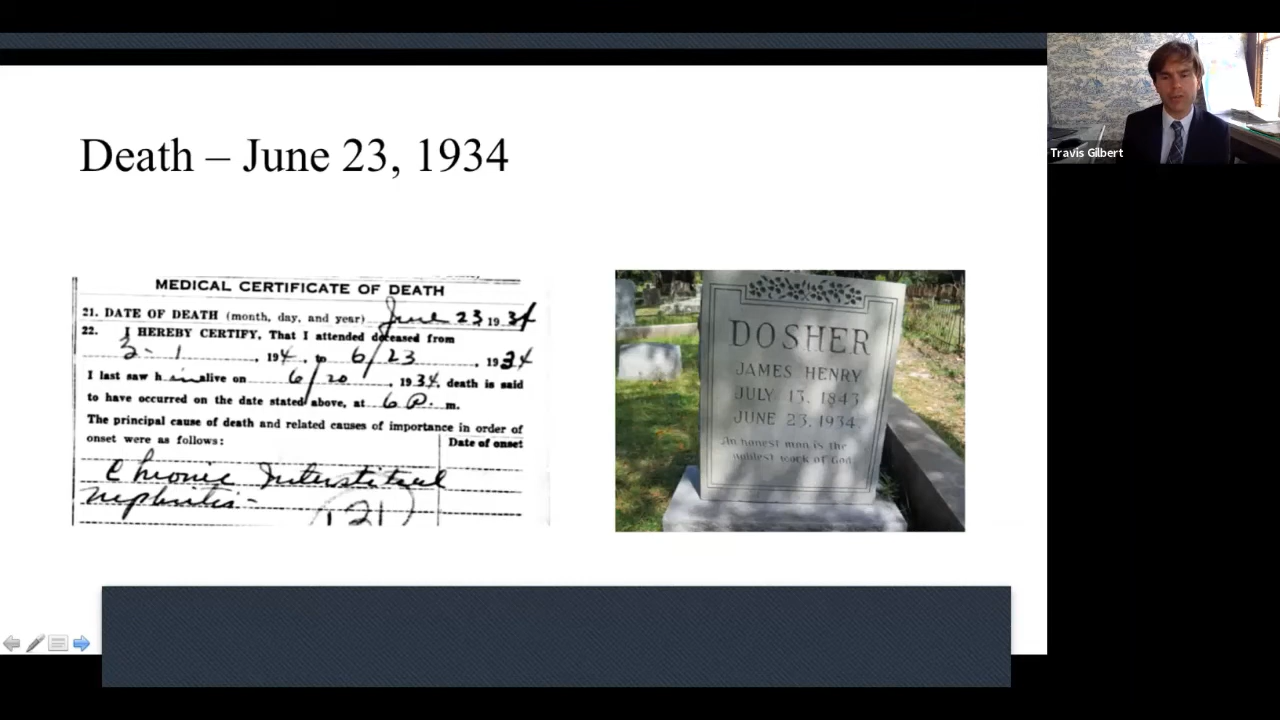 Death – June 23, 1934
Travis Gilbert
MEDICAL CERTIFICATE OF DEATH
21. DATE OF DEATH (month, day, and year) June 23 1934
22. I HEREBY CERTIFY, That I attended deceased from
3-1, 194, to 6/23, 1934
I last saw him alive on 6/20, 1934, death is said
to have occurred on the date stated above, at 6 P. m.
The principal cause of death and related causes of importance in order of
onset were as follows:
Date of onset
Chronic Interstitial
nephritis -
121
DOSHER
JAMES HENRY
JULY 13, 1843
JUNE 23, 1934
An honest man is the
noblest work of God